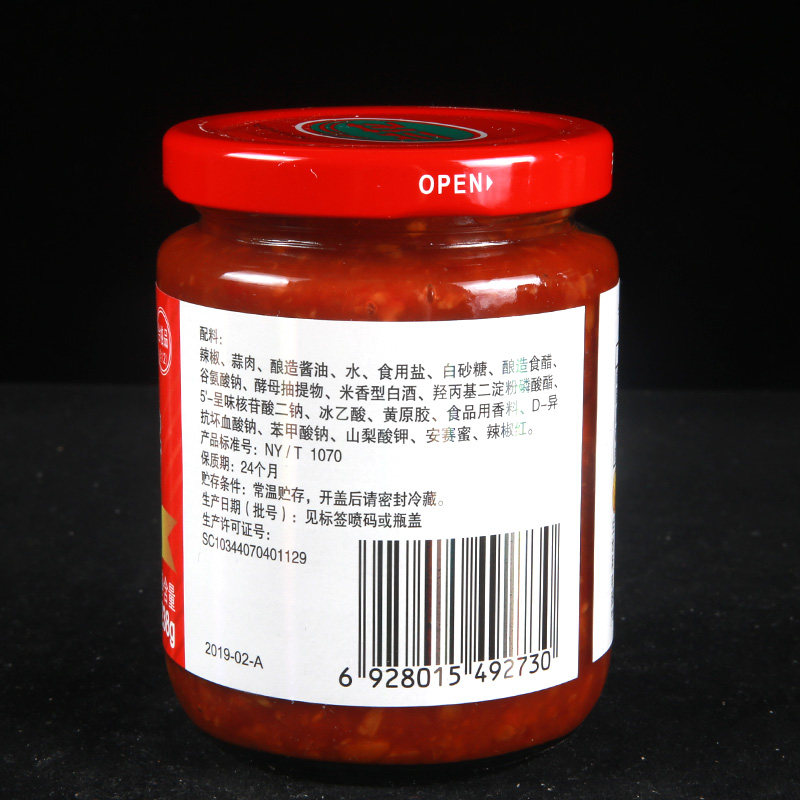 OPEN
配料:
辣椒、蒜肉、酿造酱油、水、食用盐、白砂糖、酿造食醋、
谷氨酸钠、酵母抽提物、米香型白酒、羟丙基二淀粉磷酸酯、
5'-呈味核苷酸二钠、冰乙酸、黄原胶、食品用香料、D-异
抗坏血酸钠、苯甲酸钠、山梨酸钾、安赛蜜、辣椒红。
产品标准号: NY/T 1070
保质期: 24个月
贮存条件: 常温贮存,开盖后请密封冷藏。
生产日期(批号): 见标签喷码或瓶盖
生产许可证号:
SC10344070401129
2019-02-A
6 928015 492730